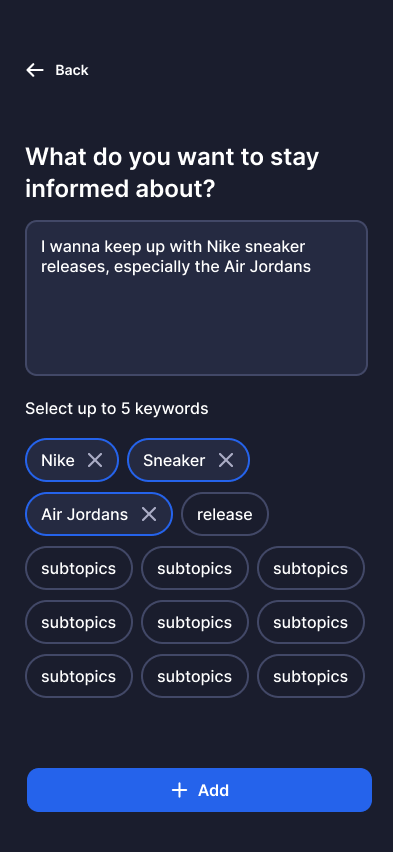 Back
What do you want to stay
informed about?
I wanna keep up with Nike sneaker
releases, especially the Air Jordans
Select up to 5 keywords
Nike Sneaker
Air Jordans release
subtopics subtopics subtopics
subtopics subtopics subtopics
subtopics subtopics subtopics
Add